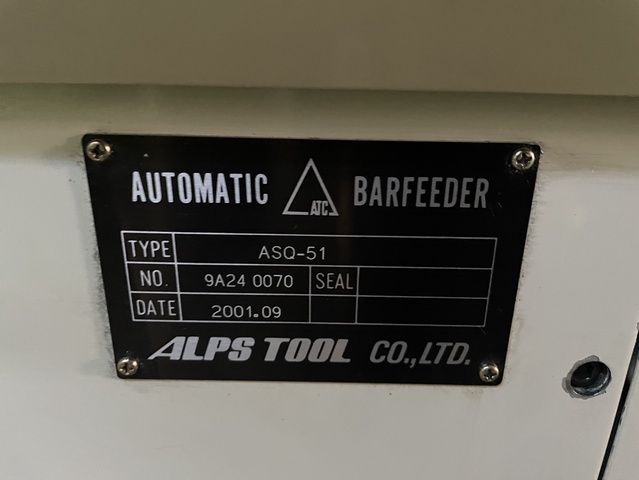 AUTOMATIC ATC BARFEEDER
TYPE ASQ-51
NO. 9A24 0070 SEAL
DATE 2001.09
ALPS TOOL CO.,LTD.